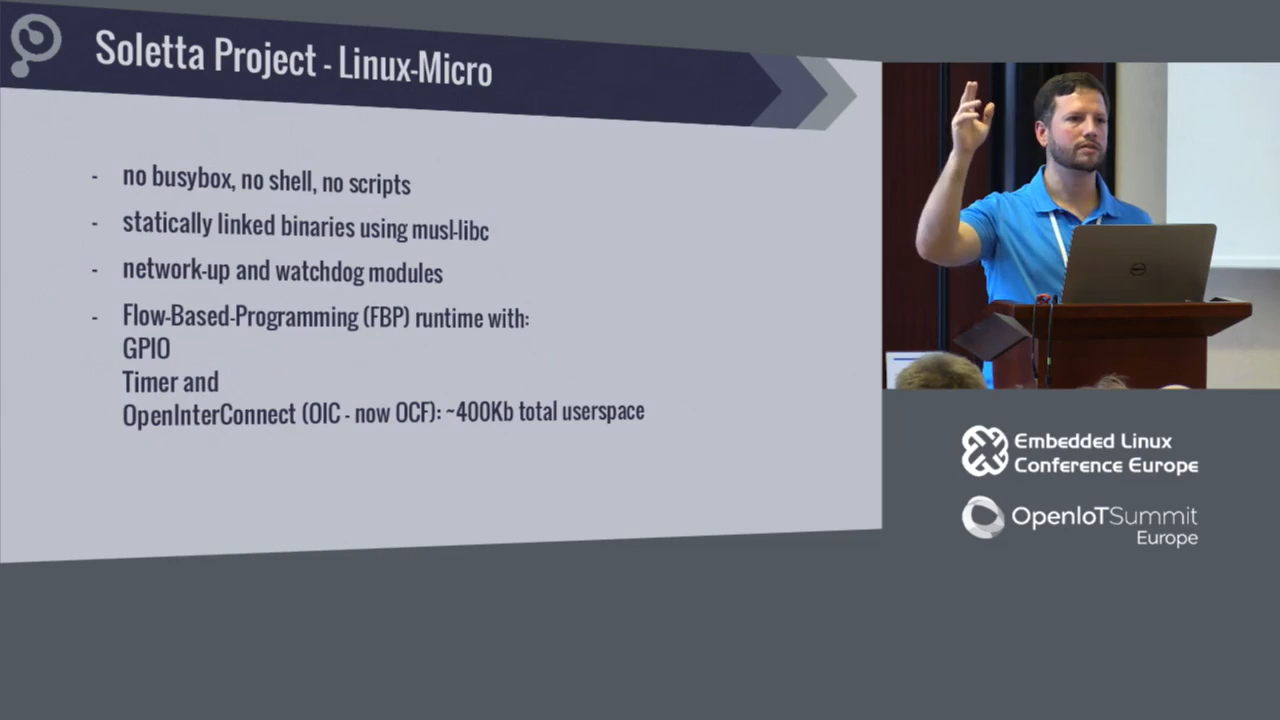 Soletta Project - Linux-Micro
- no busybox, no shell, no scripts
- statically linked binaries using musl-libc
- network-up and watchdog modules
- Flow-Based-Programming (FBP) runtime with:
GPIO
Timer and
OpenInterConnect (OIC - now OCF): ~400Kb total userspace
DELL
Embedded Linux
Conference Europe
OpenIoTSummit
Europe